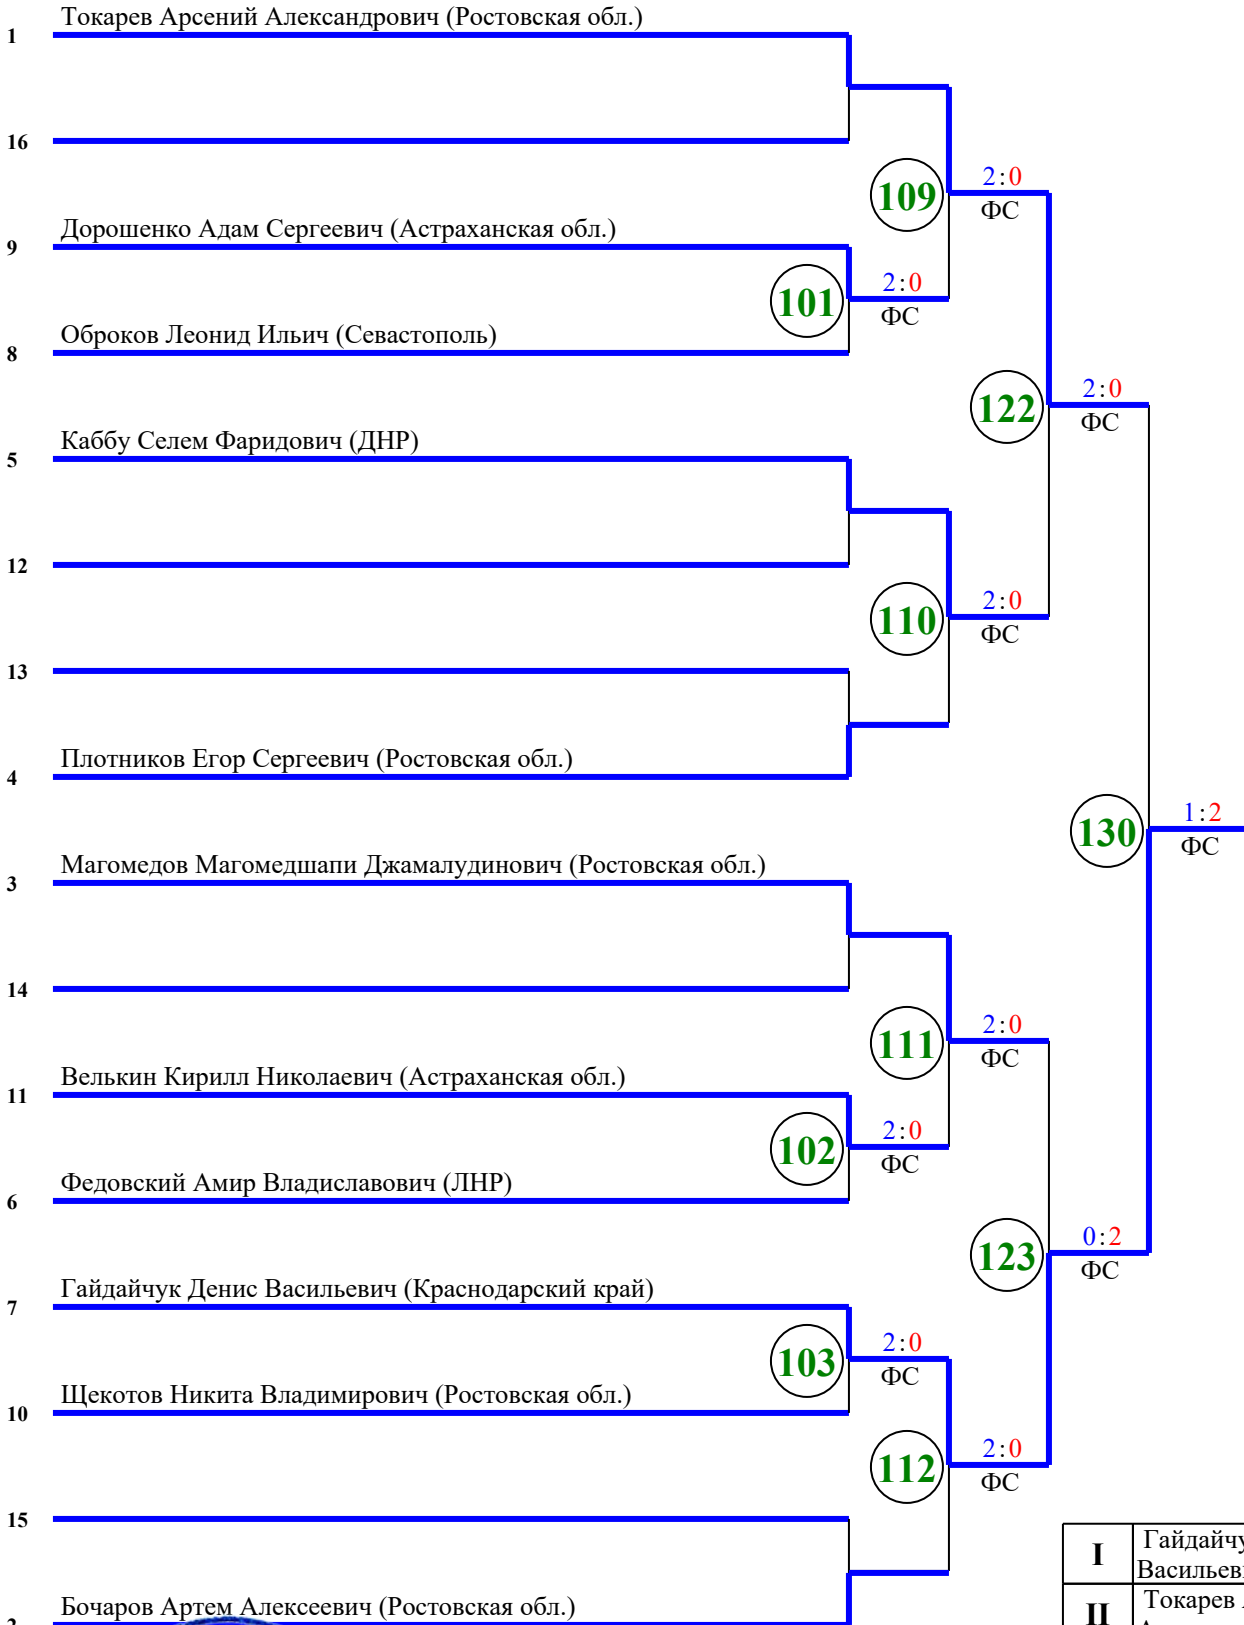 Токарев Арсений Александрович (Ростовская обл.)
1
16
109
2:0
ФС
Дорошенко Адам Сергеевич (Астраханская обл.)
9
101
2:0
ФС
Оброков Леонид Ильич (Севастополь)
8
122
2:0
ФС
Каббу Селем Фаридович (ДНР)
5
12
110
2:0
ФС
13
Плотников Егор Сергеевич (Ростовская обл.)
4
130
1:2
ФС
Магомедов Магомедшапи Джамалудинович (Ростовская обл.)
3
14
111
2:0
ФС
Велькин Кирилл Николаевич (Астраханская обл.)
11
102
2:0
ФС
Федовский Амир Владиславович (ЛНР)
6
123
0:2
ФС
Гайдайчук Денис Васильевич (Краснодарский край)
7
103
2:0
ФС
Щекотов Никита Владимирович (Ростовская обл.)
10
112
2:0
ФС
15
Бочаров Артем Алексеевич (Ростовская обл.)
I
Гайдайчу
Васильев
II
Токарев